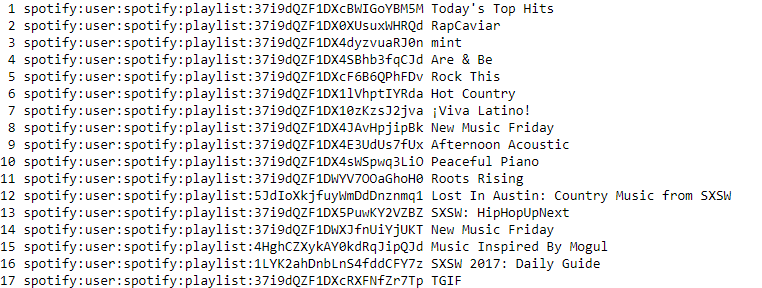 1 spotify:user:spotify:playlist:37i9dQZF1DXcBWIGoYBM5M Today's Top Hits
2 spotify:user:spotify:playlist:37i9dQZF1DX0XUsuxWHRQd RapCaviar
3 spotify:user:spotify:playlist:37i9dQZF1DX4dyzvuaRJ0n mint
4 spotify:user:spotify:playlist:37i9dQZF1DX4SBhb3fqCJd Are & Be
5 spotify:user:spotify:playlist:37i9dQZF1DXcF6B6QPhFDv Rock This
6 spotify:user:spotify:playlist:37i9dQZF1DX1lVhptIYRda Hot Country
7 spotify:user:spotify:playlist:37i9dQZF1DX10zKzsJ2jva ¡Viva Latino!
8 spotify:user:spotify:playlist:37i9dQZF1DX4JAvHpjipBk New Music Friday
9 spotify:user:spotify:playlist:37i9dQZF1DX4E3UdUs7fUx Afternoon Acoustic
10 spotify:user:spotify:playlist:37i9dQZF1DX4sWSpwq3LiO Peaceful Piano
11 spotify:user:spotify:playlist:37i9dQZF1DWYV7OOaGhoH0 Roots Rising
12 spotify:user:spotify:playlist:5JdIoXkjfuyWmDdDnznmq1 Lost In Austin: Country Music from SXSW
13 spotify:user:spotify:playlist:37i9dQZF1DX5PuwKY2VZBZ SXSW: HipHopUpNext
14 spotify:user:spotify:playlist:37i9dQZF1DWXJfnUiYjUKT New Music Friday
15 spotify:user:spotify:playlist:4HghCZXykAY0kdRqJipQJd Music Inspired By Mogul
16 spotify:user:spotify:playlist:1LYK2ahDnbLnS4fddCFY7z SXSW 2017: Daily Guide
17 spotify:user:spotify:playlist:37i9dQZF1DXcRXFNfZr7Tp TGIF